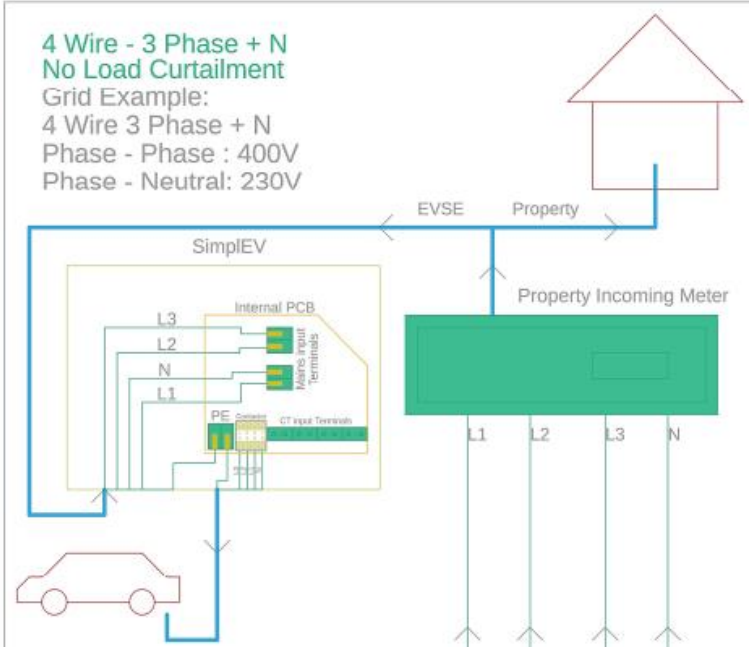 4 Wire - 3 Phase + N
No Load Curtailment
Grid Example:
4 Wire 3 Phase + N
Phase - Phase : 400V
Phase - Neutral: 230V
EVSE
Property
SimplEV
Property Incoming Meter
Internal PCB
L3
L2
N
L1
Mains Input
Terminals
PE
Contactor
CT Input Terminals
L1
L2
L3
N